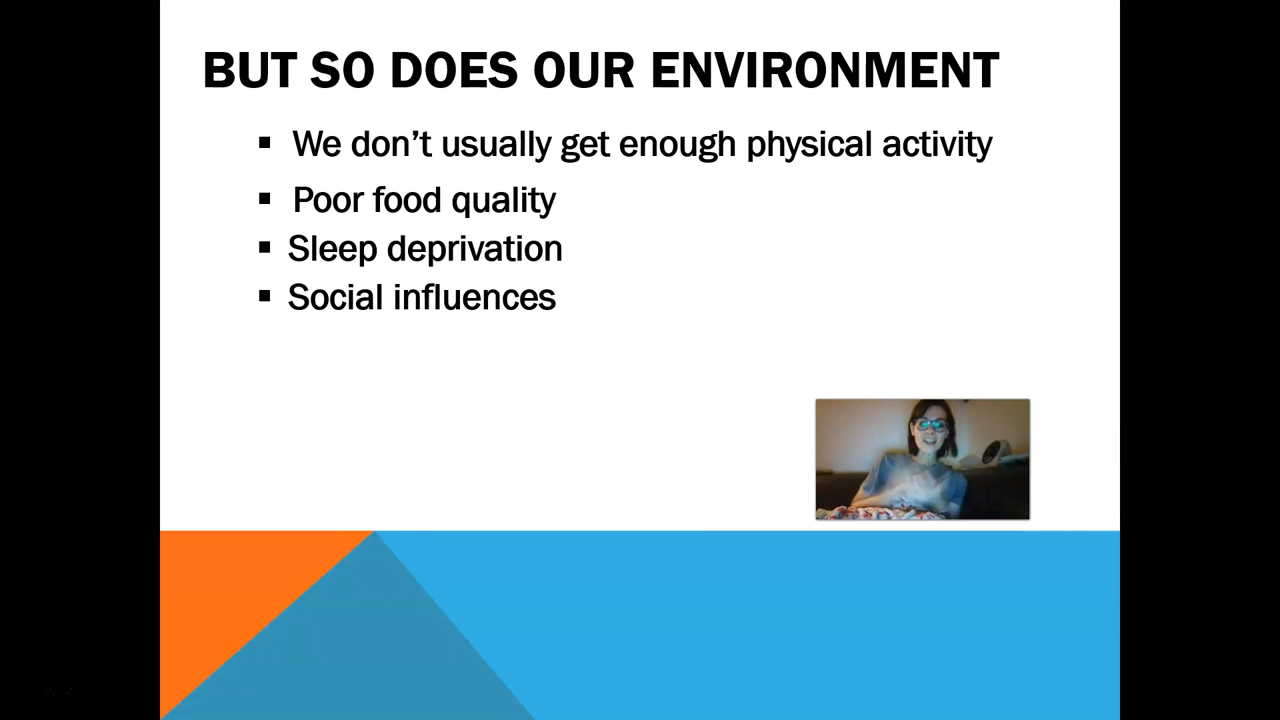 BUT SO DOES OUR ENVIRONMENT
▪ We don’t usually get enough physical activity
▪ Poor food quality
▪ Sleep deprivation
▪ Social influences